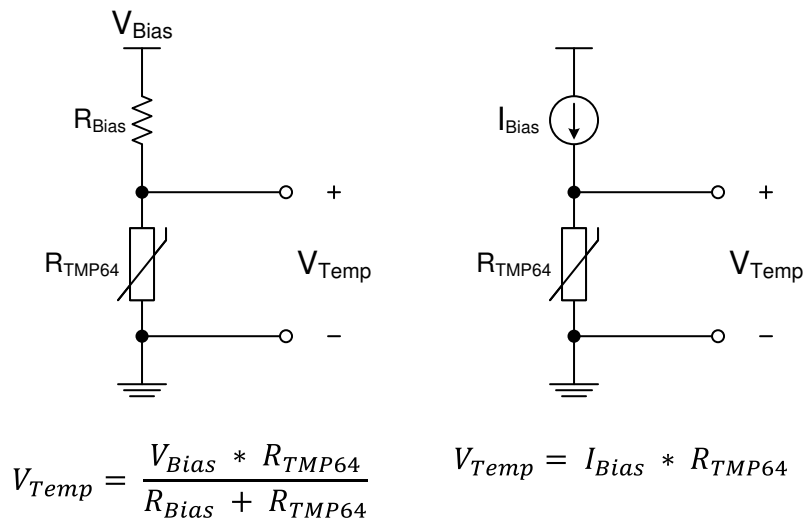 V_Bias
R_Bias
I_Bias
+
+
R_TMP64
V_Temp
R_TMP64
V_Temp
−
−
V_Temp = (V_Bias * R_TMP64) / (R_Bias + R_TMP64)
V_Temp = I_Bias * R_TMP64